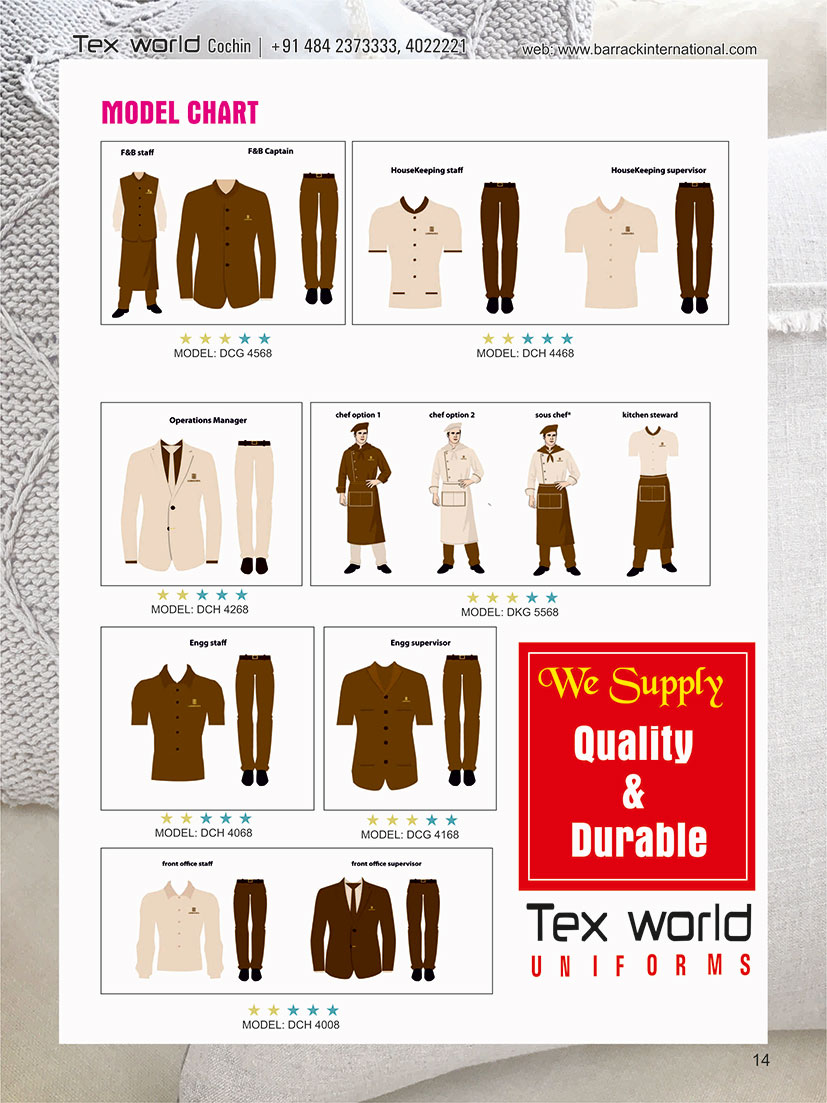 Tex world Cochin | +91 484 2373333, 4022221
web: www.barrackinternational.com
MODEL CHART
F&B staff
F&B Captain
HouseKeeping staff
HouseKeeping supervisor
MODEL: DCG 4568
MODEL: DCH 4468
Operations Manager
chef option 1
chef option 2
sous chef*
kitchen steward
MODEL: DCH 4268
MODEL: DKG 5568
Engg staff
Engg supervisor
MODEL: DCH 4068
MODEL: DCG 4168
We Supply
Quality
&
Durable
front office staff
front office supervisor
MODEL: DCH 4008
Tex world
UNIFORMS
14